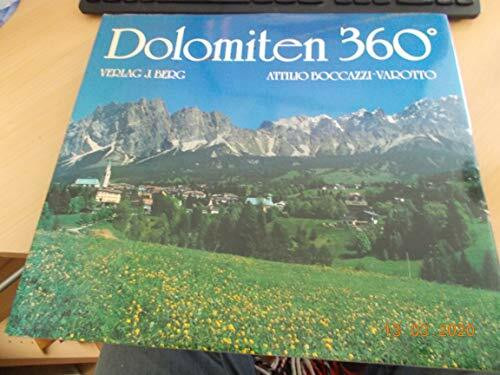 Dolomiten 360°
VERLAG J. BERG
ATTILIO BOCCAZZI-VAROTTO
13 03 2020